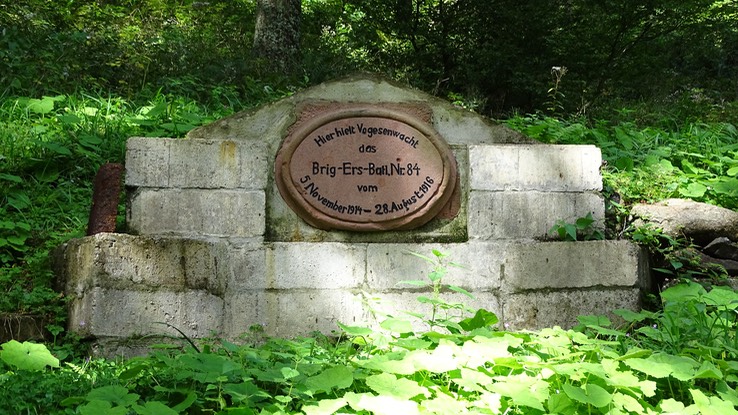 Hier hielt Vogesenwacht
das
Brig-Ers-Batl. Nr. 84
vom
5. November 1914 – 28. August 1916